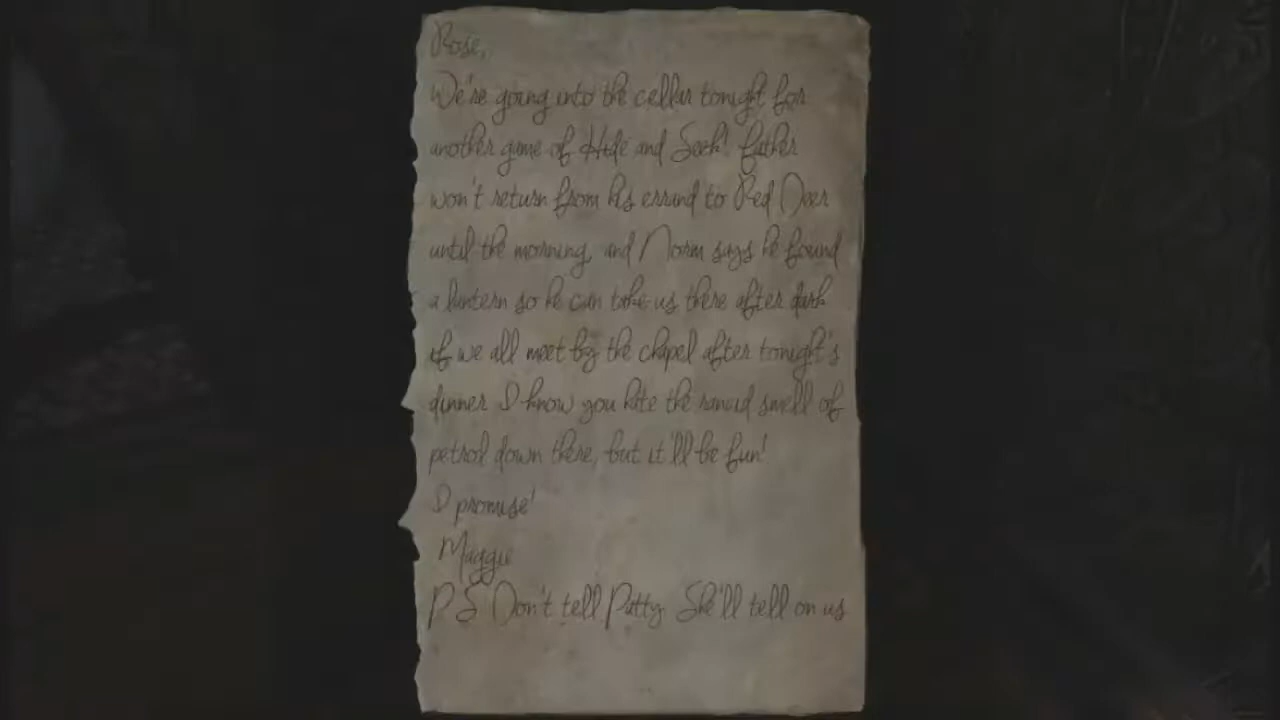 Rose,
We're going into the cellar tonight for
another game of Hide and Seek! Father
won't return from his errand to Red Deer
until the morning, and Norm says he found
a lantern so he can take us there after dark
if we all meet by the chapel after tonight's
dinner. I know you hate the rancid smell of
petrol down there, but it'll be fun!
I promise!
Maggie
P.S. Don't tell Patty. She'll tell on us